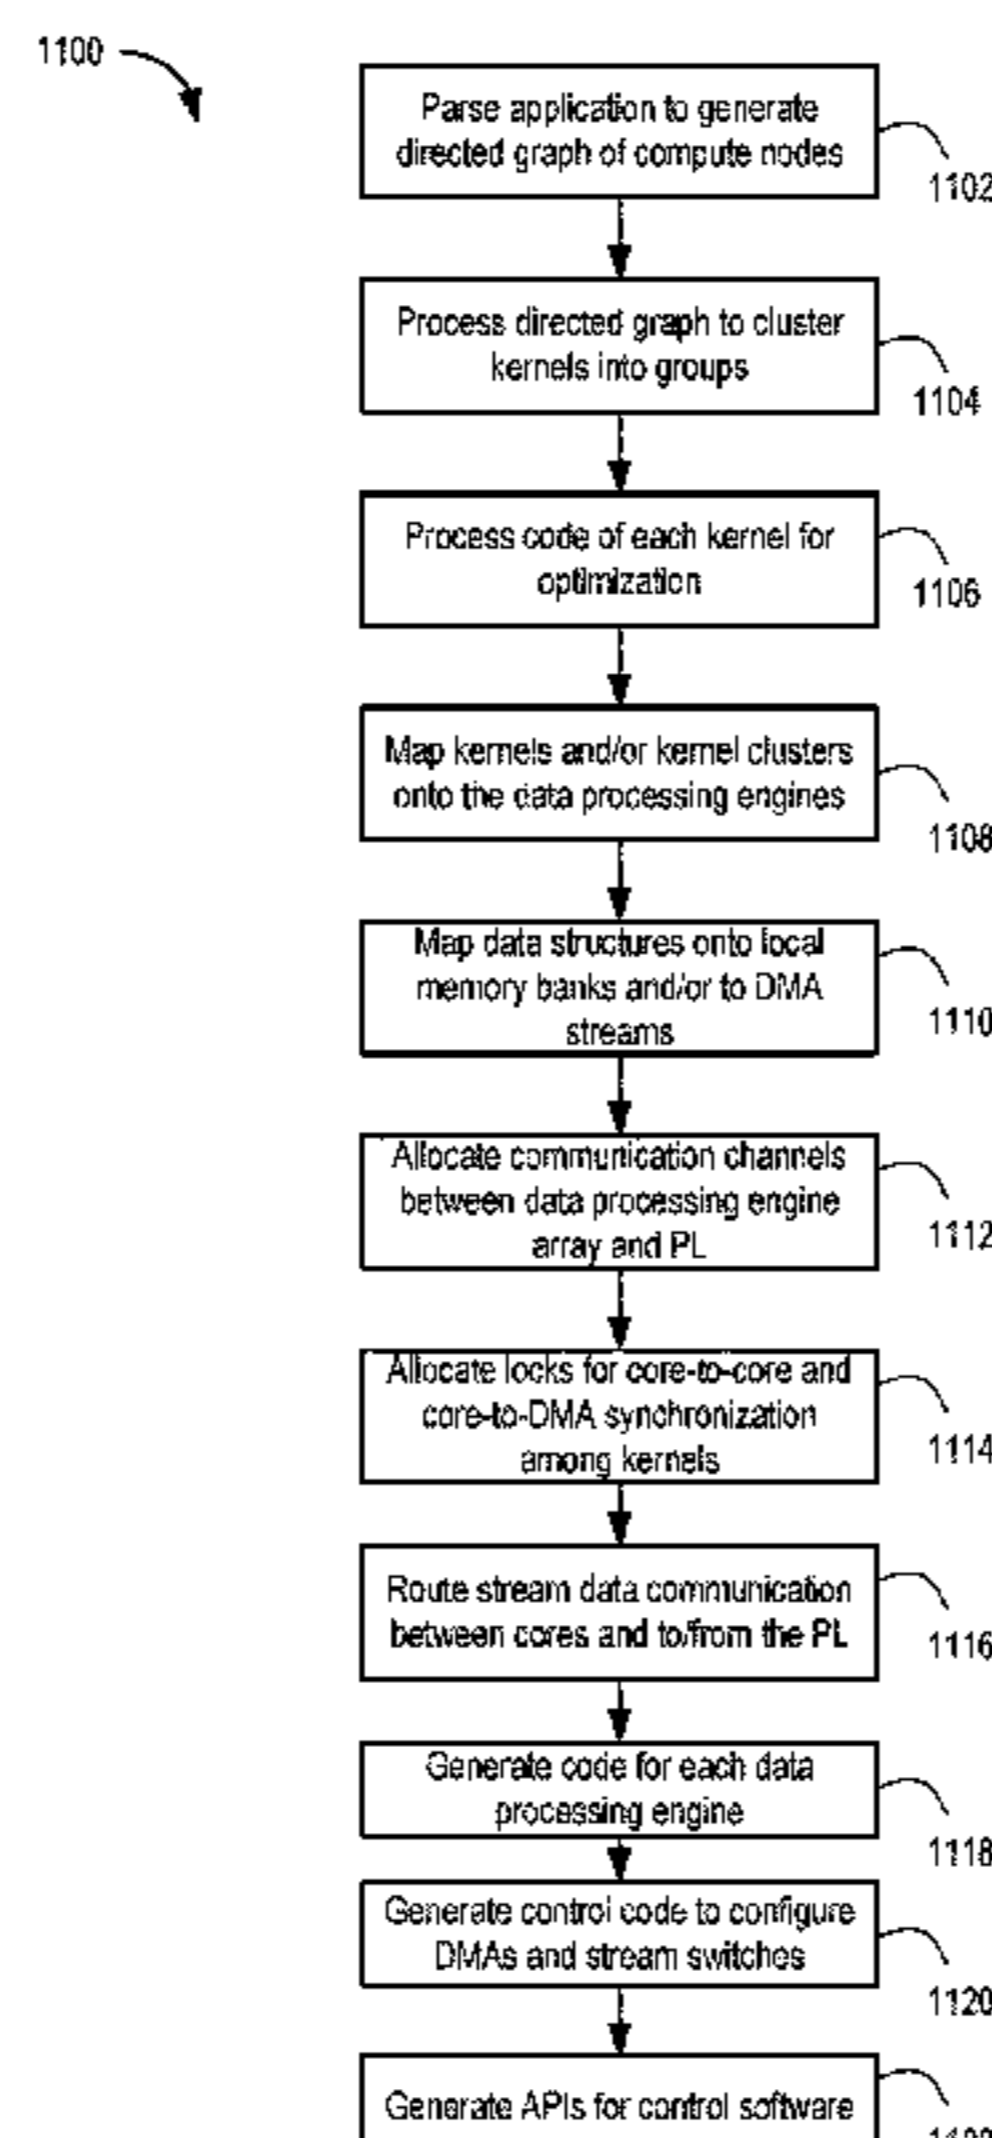 1100
Parse application to generate
directed graph of compute nodes
1102
Process directed graph to cluster
kernels into groups
1104
Process code of each kernel for
optimization
1106
Map kernels and/or kernel clusters
onto the data processing engines
1108
Map data structures onto local
memory banks and/or to DMA
streams
1110
Allocate communication channels
between data processing engine
array and PL
1112
Allocate locks for core-to-core and
core-to-DMA synchronization
among kernels
1114
Route stream data communication
between cores and to/from the PL
1116
Generate code for each data
processing engine
1118
Generate control code to configure
DMAs and stream switches
1120
Generate APIs for control software